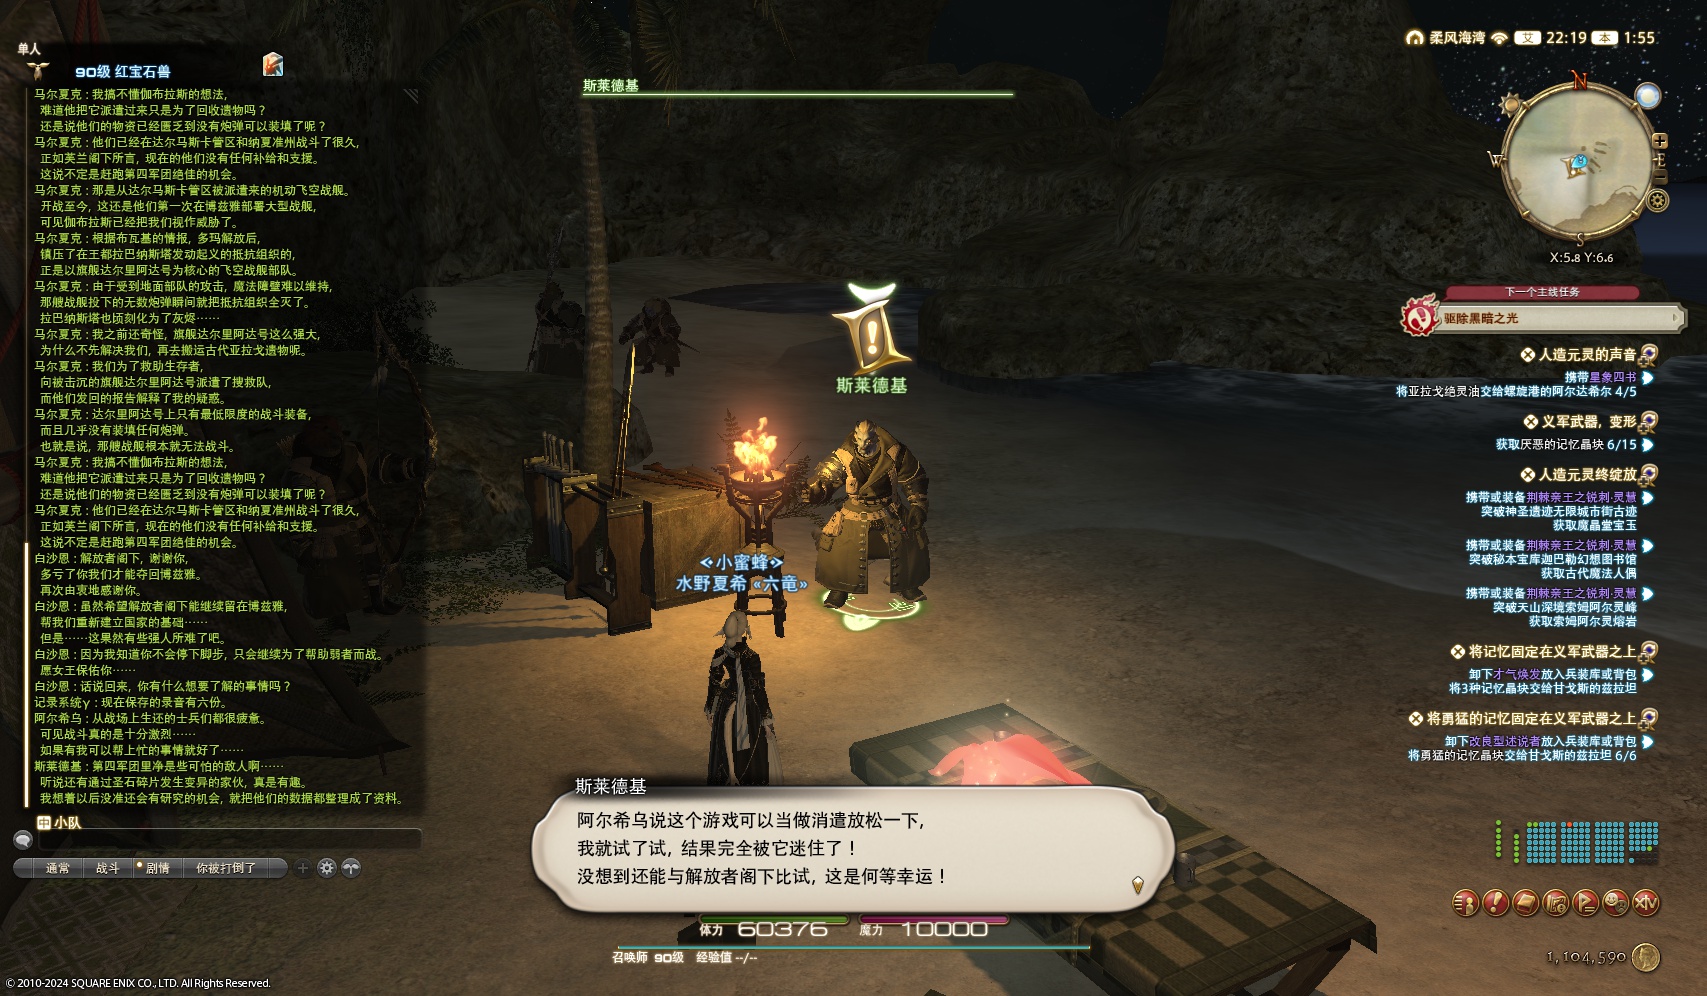 单人
90级 红宝石兽
马尔夏克：我搞不懂伽布拉斯的想法,
难道他把它派遣过来只是为了回收遗物吗？
还是说他们的物资已经匮乏到没有炮弹可以装填了呢？
马尔夏克：他们已经在达尔马斯卡管区和纳夏准州战斗了很久,
正如芙兰阁下所言, 现在的他们没有任何补给和支援。
这说不定是赶跑第四军团绝佳的机会。
马尔夏克：那是从达尔马斯卡管区被派遣来的机动飞空战舰。
开战至今, 这还是他们第一次在博兹雅部署大型战舰,
可见伽布拉斯已经把我们视作威胁了。
马尔夏克：根据布瓦基的情报, 多玛解放后,
镇压了在王都拉巴纳斯塔发动起义的抵抗组织的,
正是以旗舰达尔里阿达号为核心的飞空战舰部队。
马尔夏克：由于受到地面部队的攻击, 魔法障壁难以维持,
那艘战舰投下的无数炮弹瞬间就把抵抗组织全灭了。
拉巴纳斯塔也顷刻化为了灰烬……
马尔夏克：我之前还奇怪, 旗舰达尔里阿达号这么强大,
为什么不先解决我们, 再去搬运古代亚拉戈遗物呢。
马尔夏克：我们为了救助生存者,
向被击沉的旗舰达尔里阿达号派遣了搜救队,
而他们发回的报告解释了我的疑惑。
马尔夏克：达尔里阿达号上只有最低限度的战斗装备,
而且几乎没有装填任何炮弹。
也就是说, 那艘战舰根本就无法战斗。
马尔夏克：我搞不懂伽布拉斯的想法,
难道他把它派遣过来只是为了回收遗物吗？
还是说他们的物资已经匮乏到没有炮弹可以装填了呢？
马尔夏克：他们已经在达尔马斯卡管区和纳夏准州战斗了很久,
正如芙兰阁下所言, 现在的他们没有任何补给和支援。
这说不定是赶跑第四军团绝佳的机会。
白沙恩：解放者阁下, 谢谢你,
多亏了你我们才能夺回博兹雅。
再次由衷地感谢你。
白沙恩：虽然希望解放者阁下能继续留在博兹雅,
帮我们重新建立国家的基础……
但是……这果然有些强人所难了吧。
白沙恩：因为我知道你不会停下脚步, 只会继续为了帮助弱者而战。
愿女王保佑你……
白沙恩：话说回来, 你有什么想要了解的事情吗？
记录系统γ：现在保存的录音有六份。
阿尔希乌：从战场上生还的士兵们都很疲惫。
可见战斗真的是十分激烈……
如果有我可以帮上忙的事情就好了……
斯莱德基：第四军团里净是些可怕的敌人啊……
听说还有通过圣石碎片发生变异的家伙, 真是有趣。
我想着以后没准还会有研究的机会, 就把他们的数据都整理成了资料。
小队
通常 战斗 剧情 你被打倒了
斯莱德基
斯莱德基
小蜜蜂
水野夏希 «六竜»
斯莱德基
阿尔希乌说这个游戏可以当做消遣放松一下,
我就试了试, 结果完全被它迷住了！
没想到还能与解放者阁下比试, 这是何等幸运！
体力 60376 魔力 10000
召唤师 90级 经验值 --/--
柔风海湾 艾 22:19 本 1:55
N
W
E
S
X:5.8 Y:6.6
下一个主线任务
驱除黑暗之光
人造元灵的声音
携带星象四书
将亚拉戈绝灵油交给螺旋港的阿尔达希尔 4/5
义军武器, 变形
获取厌恶的记忆晶块 6/15
人造元灵终绽放
携带或装备荆棘亲王之锐刺·灵慧
突破神圣遗迹无限城市街古迹
获取魔晶堂宝玉
携带或装备荆棘亲王之锐刺·灵慧
突破秘本宝库迦巴勒幻想图书馆
获取古代魔法人偶
携带或装备荆棘亲王之锐刺·灵慧
突破天山深境索姆阿尔灵峰
获取索姆阿尔灵熔岩
将记忆固定在义军武器之上
卸下才气焕发放入兵装库或背包
将3种记忆晶块交给甘戈斯的兹拉坦
将勇猛的记忆固定在义军武器之上
卸下改良型述说者放入兵装库或背包
将勇猛的记忆晶块交给甘戈斯的兹拉坦 6/6
XIV
1,104,590
© 2010-2024 SQUARE ENIX CO., LTD. All Rights Reserved.